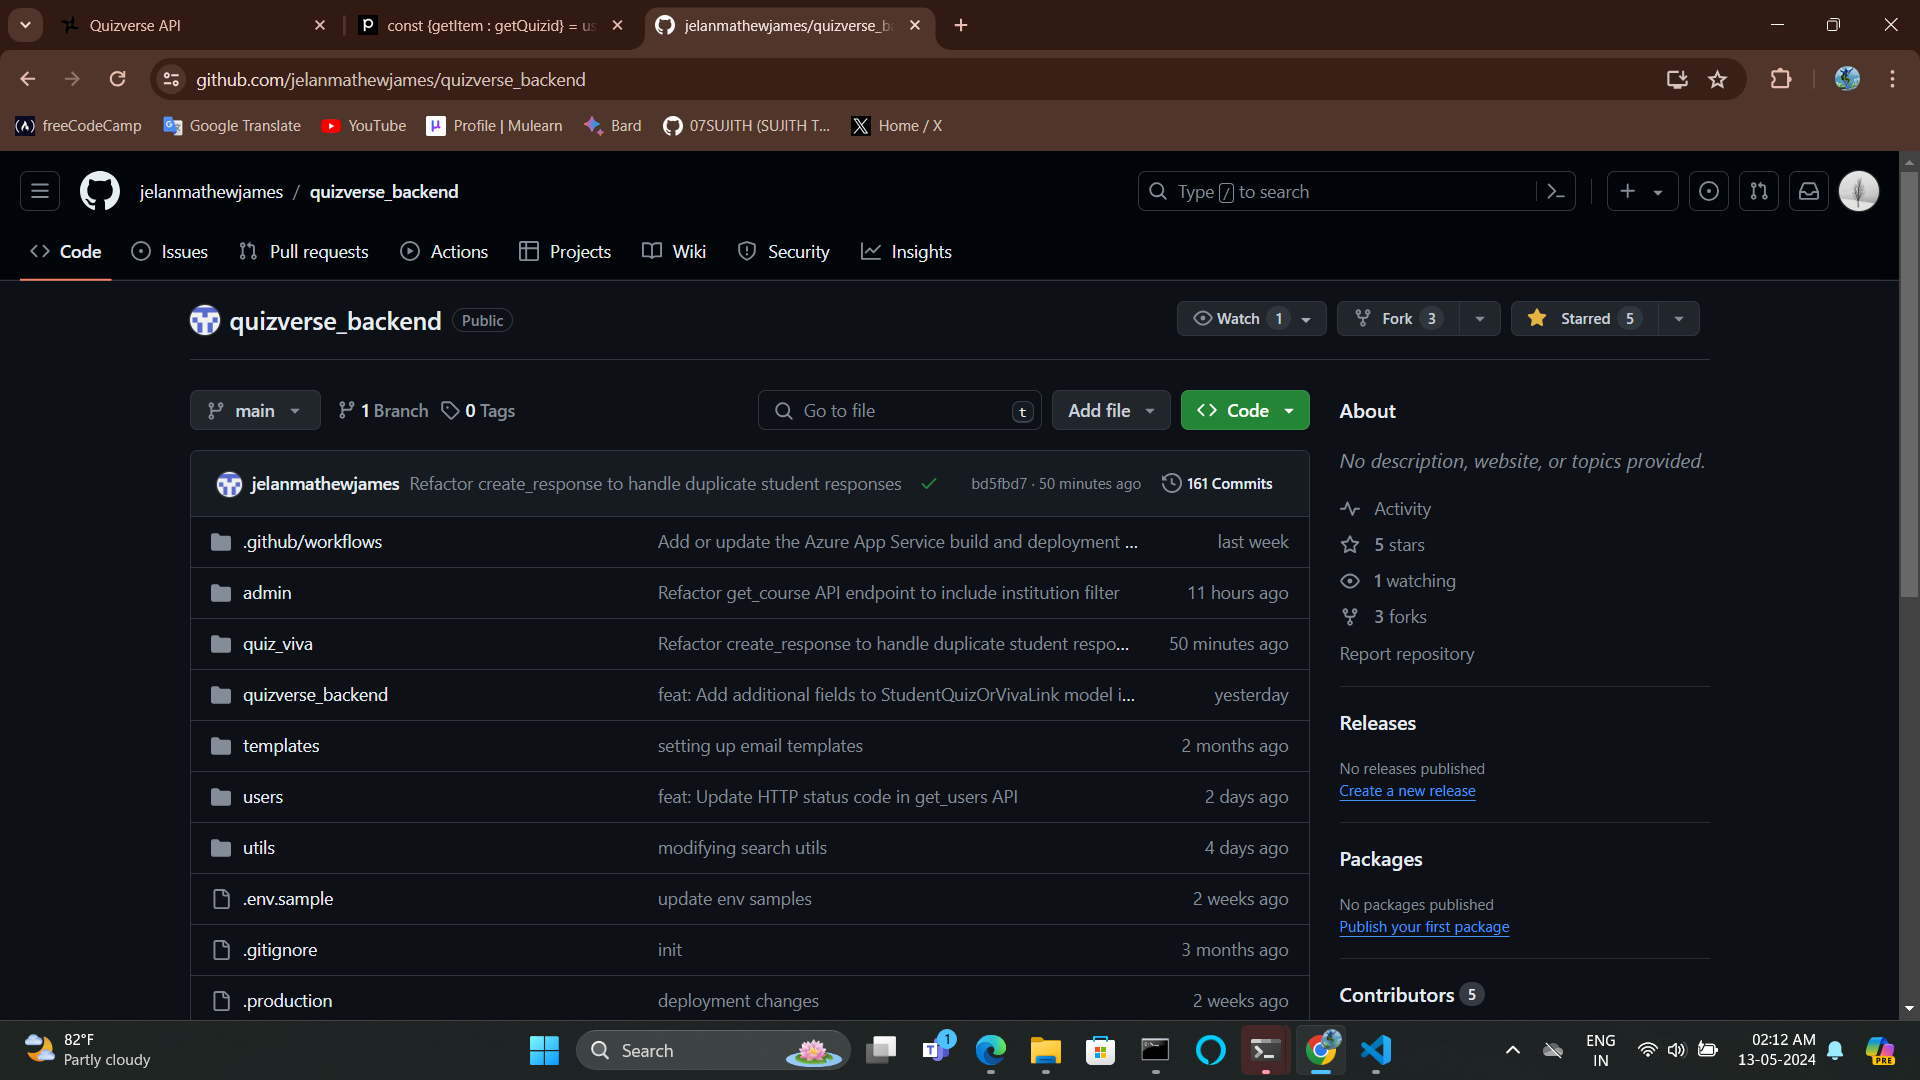 Quizverse API
const {getItem : getQuizid} = us
jelanmathewjames/quizverse_b
github.com/jelanmathewjames/quizverse_backend
freeCodeCamp
Google Translate
YouTube
Profile | Mulearn
Bard
07SUJITH (SUJITH T...
Home / X
jelanmathewjames / quizverse_backend
Type / to search
Code
Issues
Pull requests
Actions
Projects
Wiki
Security
Insights
quizverse_backend Public
Watch 1
Fork 3
Starred 5
main
1 Branch
0 Tags
Go to file t
Add file
Code
jelanmathewjames Refactor create_response to handle duplicate student responses bd5fbd7 · 50 minutes ago 161 Commits
.github/workflows Add or update the Azure App Service build and deployment ... last week
admin Refactor get_course API endpoint to include institution filter 11 hours ago
quiz_viva Refactor create_response to handle duplicate student respo... 50 minutes ago
quizverse_backend feat: Add additional fields to StudentQuizOrVivaLink model i... yesterday
templates setting up email templates 2 months ago
users feat: Update HTTP status code in get_users API 2 days ago
utils modifying search utils 4 days ago
.env.sample update env samples 2 weeks ago
.gitignore init 3 months ago
.production deployment changes 2 weeks ago
About
No description, website, or topics provided.
Activity
5 stars
1 watching
3 forks
Report repository
Releases
No releases published
Create a new release
Packages
No packages published
Publish your first package
Contributors 5
82°F
Partly cloudy
Search
1
ENG
IN
02:12 AM
13-05-2024
PRE